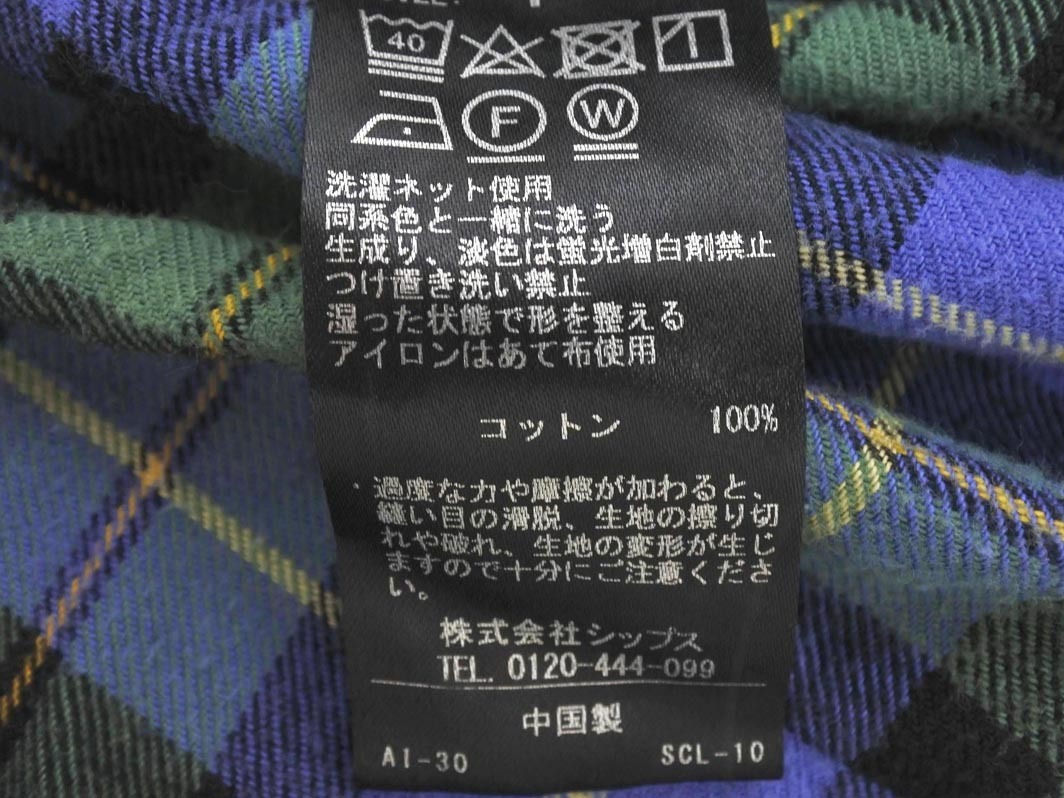 40
F W
洗濯ネット使用
同系色と一緒に洗う
生成り、淡色は蛍光増白剤禁止
つけ置き洗い禁止
湿った状態で形を整える
アイロンはあて布使用
コットン 100%
・過度な力や摩擦が加わると、
縫い目の滑脱、生地の擦り切
れや破れ、生地の変形が生じ
ますので十分にご注意くださ
い。
株式会社シップス
TEL. 0120-444-099
中国製
AI-30 SCL-10